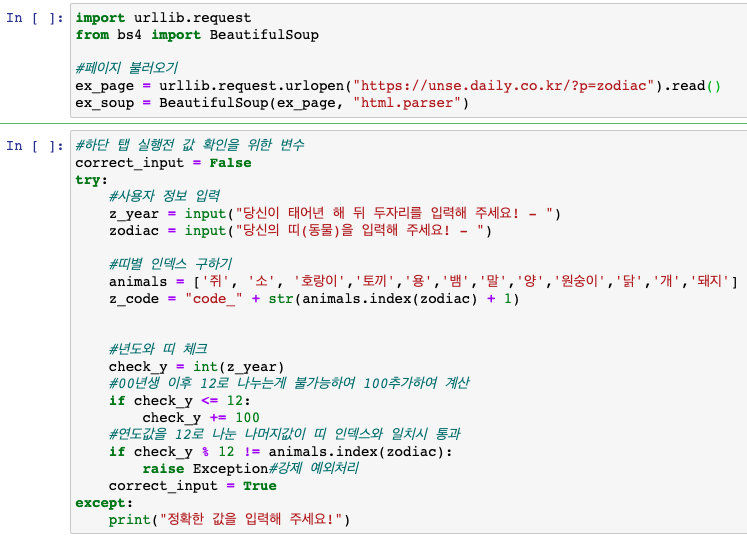 In [ ]: import urllib.request
from bs4 import BeautifulSoup
#페이지 불러오기
ex_page = urllib.request.urlopen("https://unse.daily.co.kr/?p=zodiac").read()
ex_soup = BeautifulSoup(ex_page, "html.parser")
In [ ]: #하단 탭 실행전 값 확인을 위한 변수
correct_input = False
try:
    #사용자 정보 입력
    z_year = input("당신이 태어년 해 뒤 두자리를 입력해 주세요! - ")
    zodiac = input("당신의 띠(동물)을 입력해 주세요! - ")
    #띠별 인덱스 구하기
    animals = ['쥐', '소', '호랑이','토끼','용','뱀','말','양','원숭이','닭','개','돼지']
    z_code = "code_" + str(animals.index(zodiac) + 1)
    #년도와 띠 체크
    check_y = int(z_year)
    #00년생 이후 12로 나누는게 불가능하여 100추가하여 계산
    if check_y <= 12:
        check_y += 100
    #연도값을 12로 나눈 나머지값이 띠 인덱스와 일치시 통과
    if check_y % 12 != animals.index(zodiac):
        raise Exception#강제 예외처리
    correct_input = True
except:
    print("정확한 값을 입력해 주세요!")